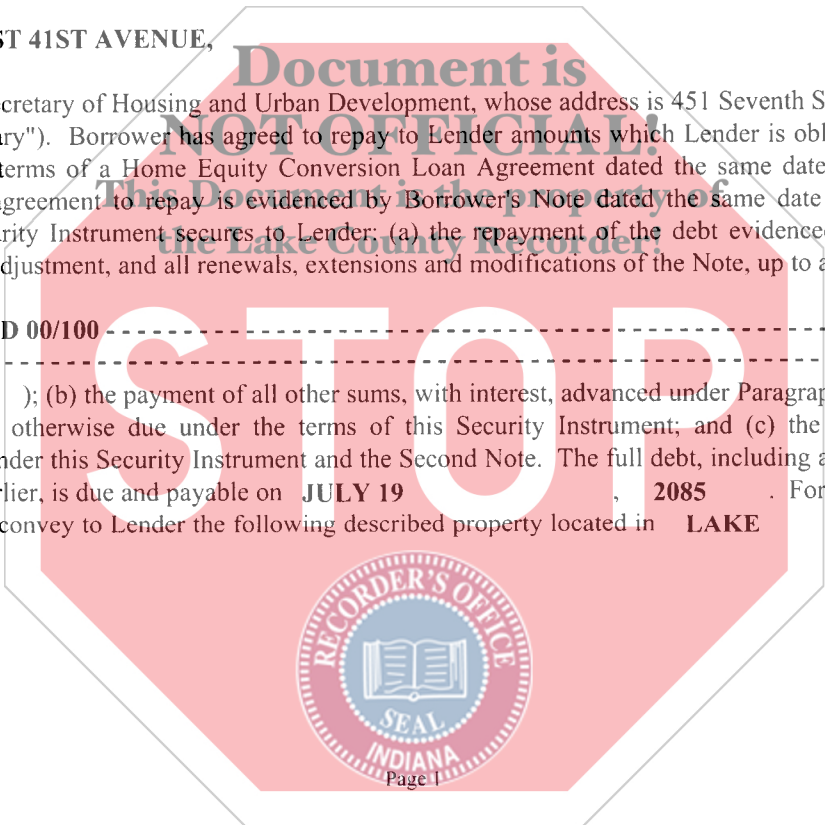 ST 41ST AVENUE,
Document is
cretary of Housing and Urban Development, whose address is 451 Seventh S
ary"). Borrower has agreed to repay to Lender amounts which Lender is obl
NOT OFFICIAL!
terms of a Home Equity Conversion Loan Agreement dated the same date
This Document is the property of
agreement to repay is evidenced by Borrower's Note dated the same date
rity Instrument secures to Lender: (a) the repayment of the debt evidenced
the Lake County Recorder!
djustment, and all renewals, extensions and modifications of the Note, up to a
D 00/100 - - - - - - - - - - - - - - - - - - - - - - - - - - - - - - - - - - - - - - - - - - - - - - - - - - - - - - - - - - - -
- - - - - - - - - - - - - - - - - - - - - - - - - - - - - - - - - - - - - - - - - - - - - - - - - - - - - - - - - - - - - - - - - - - -
STOP
); (b) the payment of all other sums, with interest, advanced under Paragrap
otherwise due under the terms of this Security Instrument; and (c) the
nder this Security Instrument and the Second Note. The full debt, including a
rlier, is due and payable on JULY 19 , 2085 . For
convey to Lender the following described property located in LAKE
RECORDER'S OFFICE
SEAL
INDIANA
Page 1